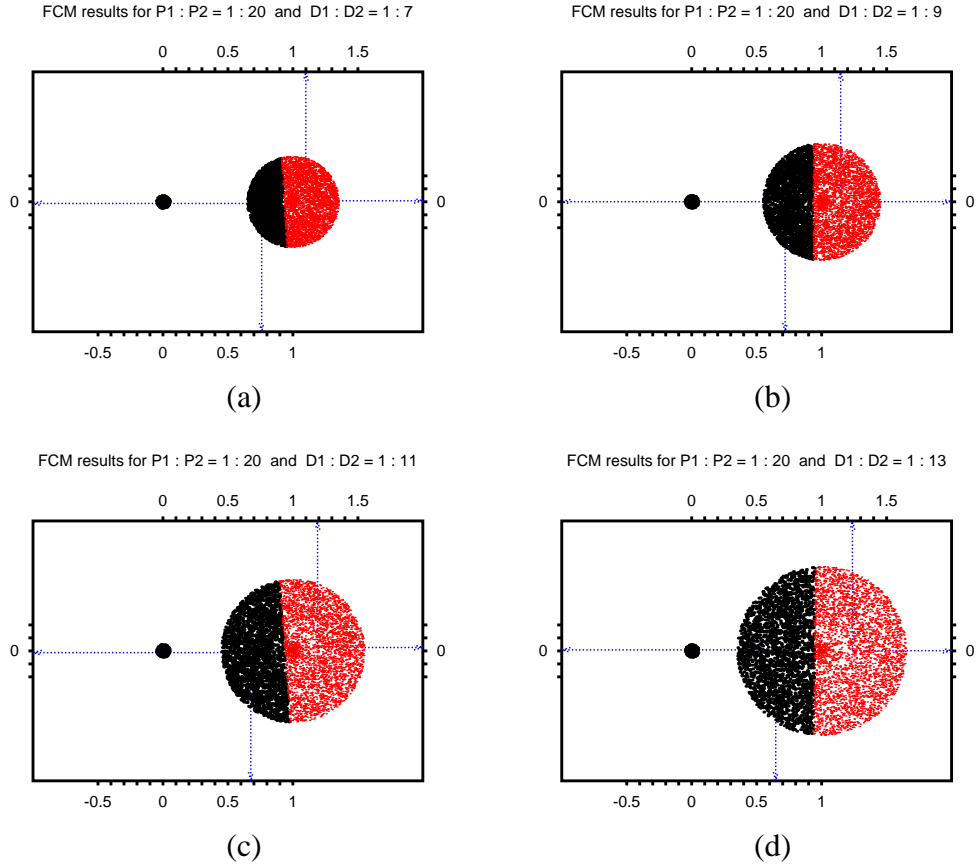 FCM results for P1 : P2 = 1 : 20 and D1 : D2 = 1 : 7
0 0.5 1 1.5
0 0
-0.5 0 0.5 1
(a)
FCM results for P1 : P2 = 1 : 20 and D1 : D2 = 1 : 9
0 0.5 1 1.5
0 0
-0.5 0 0.5 1
(b)
FCM results for P1 : P2 = 1 : 20 and D1 : D2 = 1 : 11
0 0.5 1 1.5
0 0
-0.5 0 0.5 1
(c)
FCM results for P1 : P2 = 1 : 20 and D1 : D2 = 1 : 13
0 0.5 1 1.5
0 0
-0.5 0 0.5 1
(d)